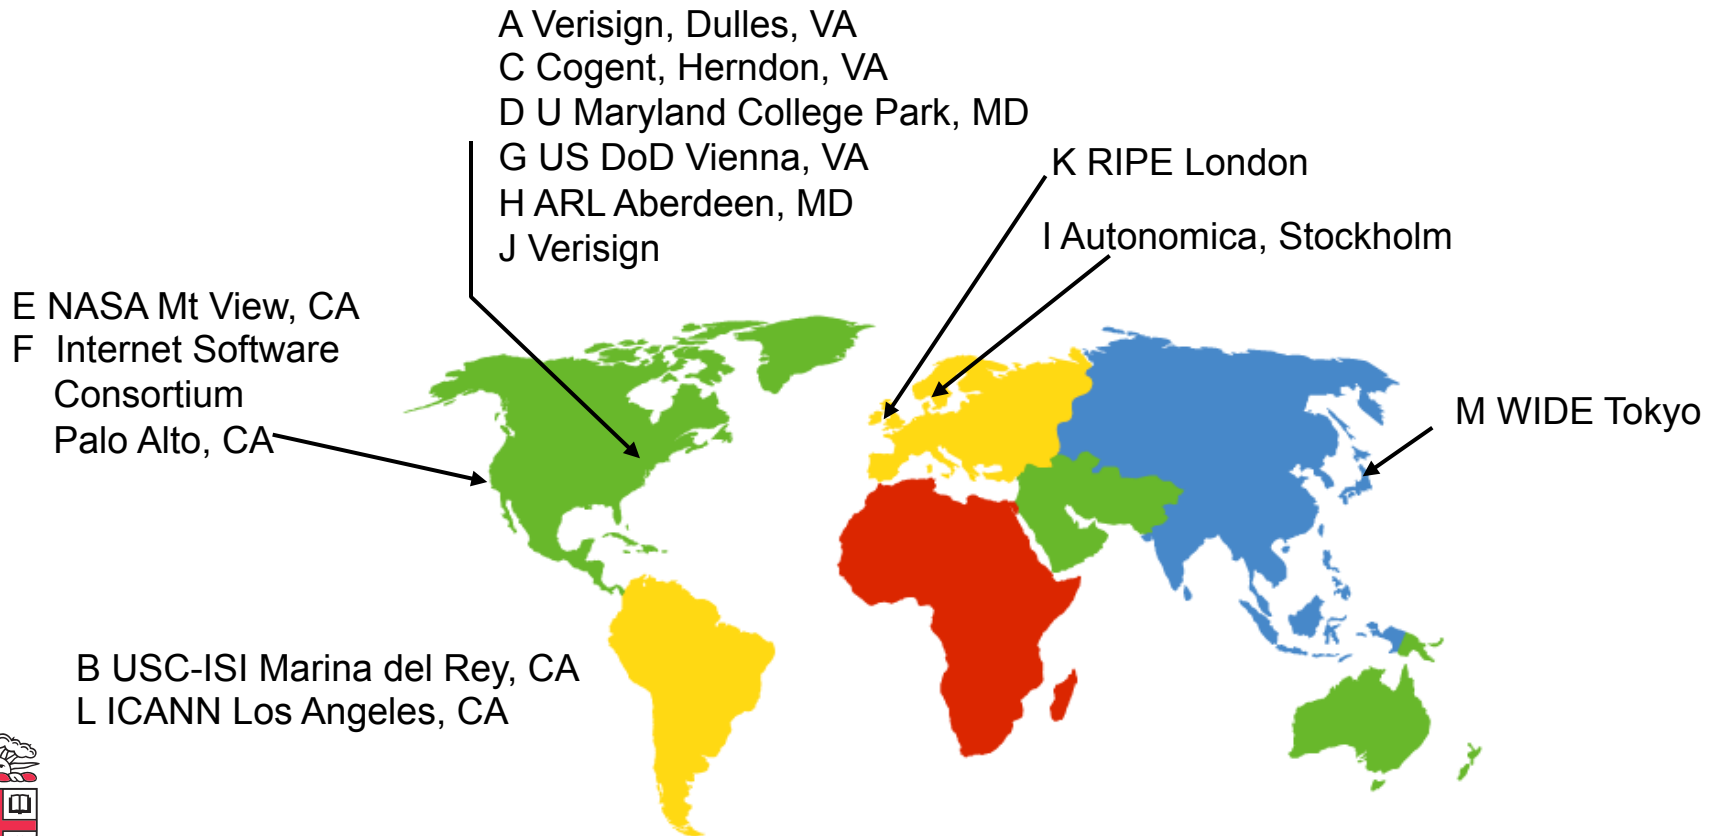 A Verisign, Dulles, VA
C Cogent, Herndon, VA
D U Maryland College Park, MD
G US DoD Vienna, VA
H ARL Aberdeen, MD
J Verisign
K RIPE London
I Autonomica, Stockholm
E NASA Mt View, CA
F Internet Software
Consortium
Palo Alto, CA
M WIDE Tokyo
B USC-ISI Marina del Rey, CA
L ICANN Los Angeles, CA